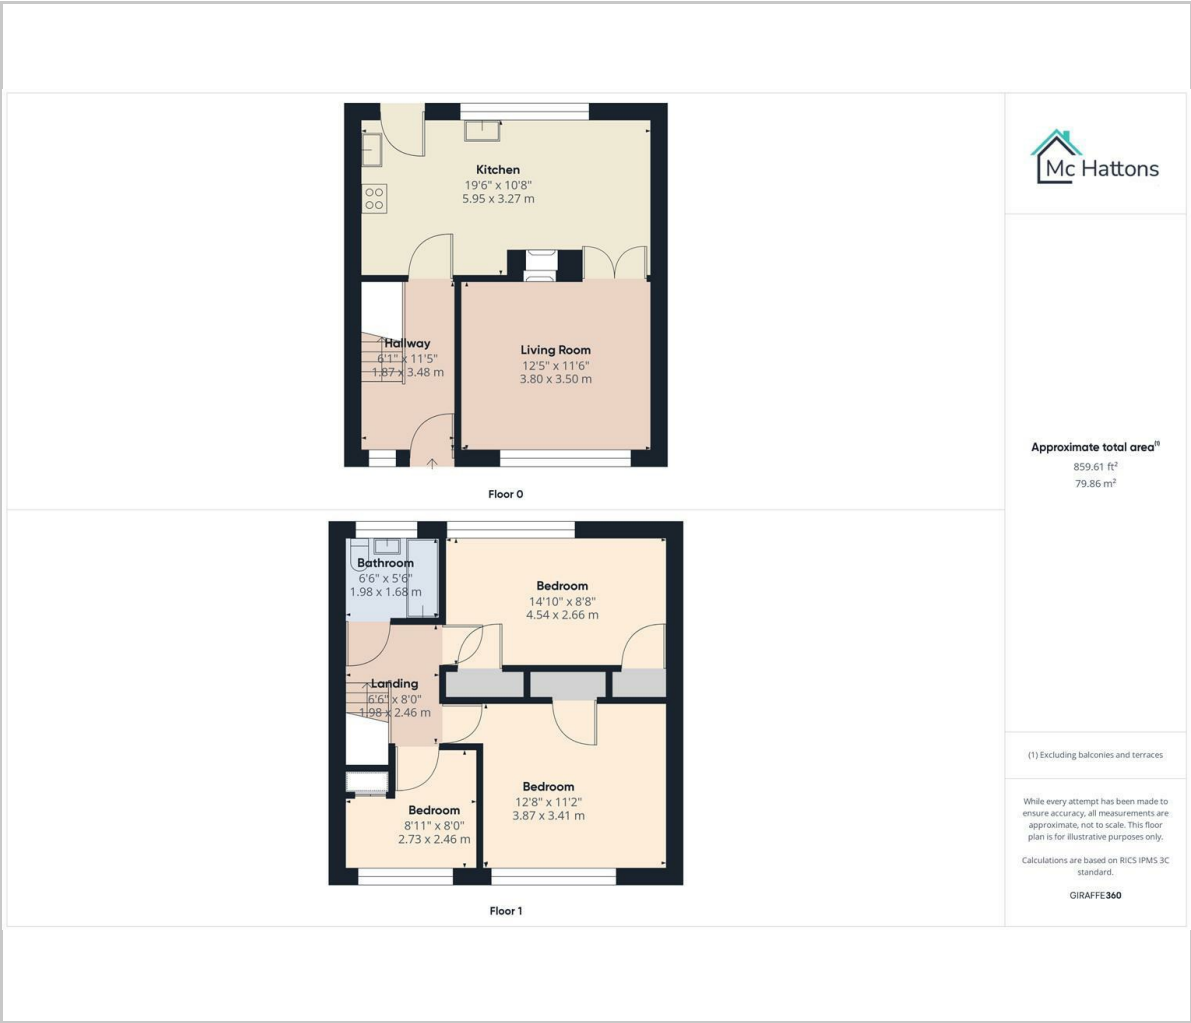 Kitchen
19'6" x 10'8"
5.95 x 3.27 m
Hallway
6'1" x 11'5"
1.87 x 3.48 m
Living Room
12'5" x 11'6"
3.80 x 3.50 m
Floor 0
Bathroom
6'6" x 5'6"
1.98 x 1.68 m
Bedroom
14'10" x 8'8"
4.54 x 2.66 m
Landing
6'6" x 8'0"
1.98 x 2.46 m
Bedroom
12'8" x 11'2"
3.87 x 3.41 m
Bedroom
8'11" x 8'0"
2.73 x 2.46 m
Floor 1
Mc Hattons
Approximate total area⁽¹⁾
859.61 ft²
79.86 m²
(1) Excluding balconies and terraces
While every attempt has been made to
ensure accuracy, all measurements are
approximate, not to scale. This floor
plan is for illustrative purposes only.
Calculations are based on RICS IPMS 3C
standard.
GIRAFFE360